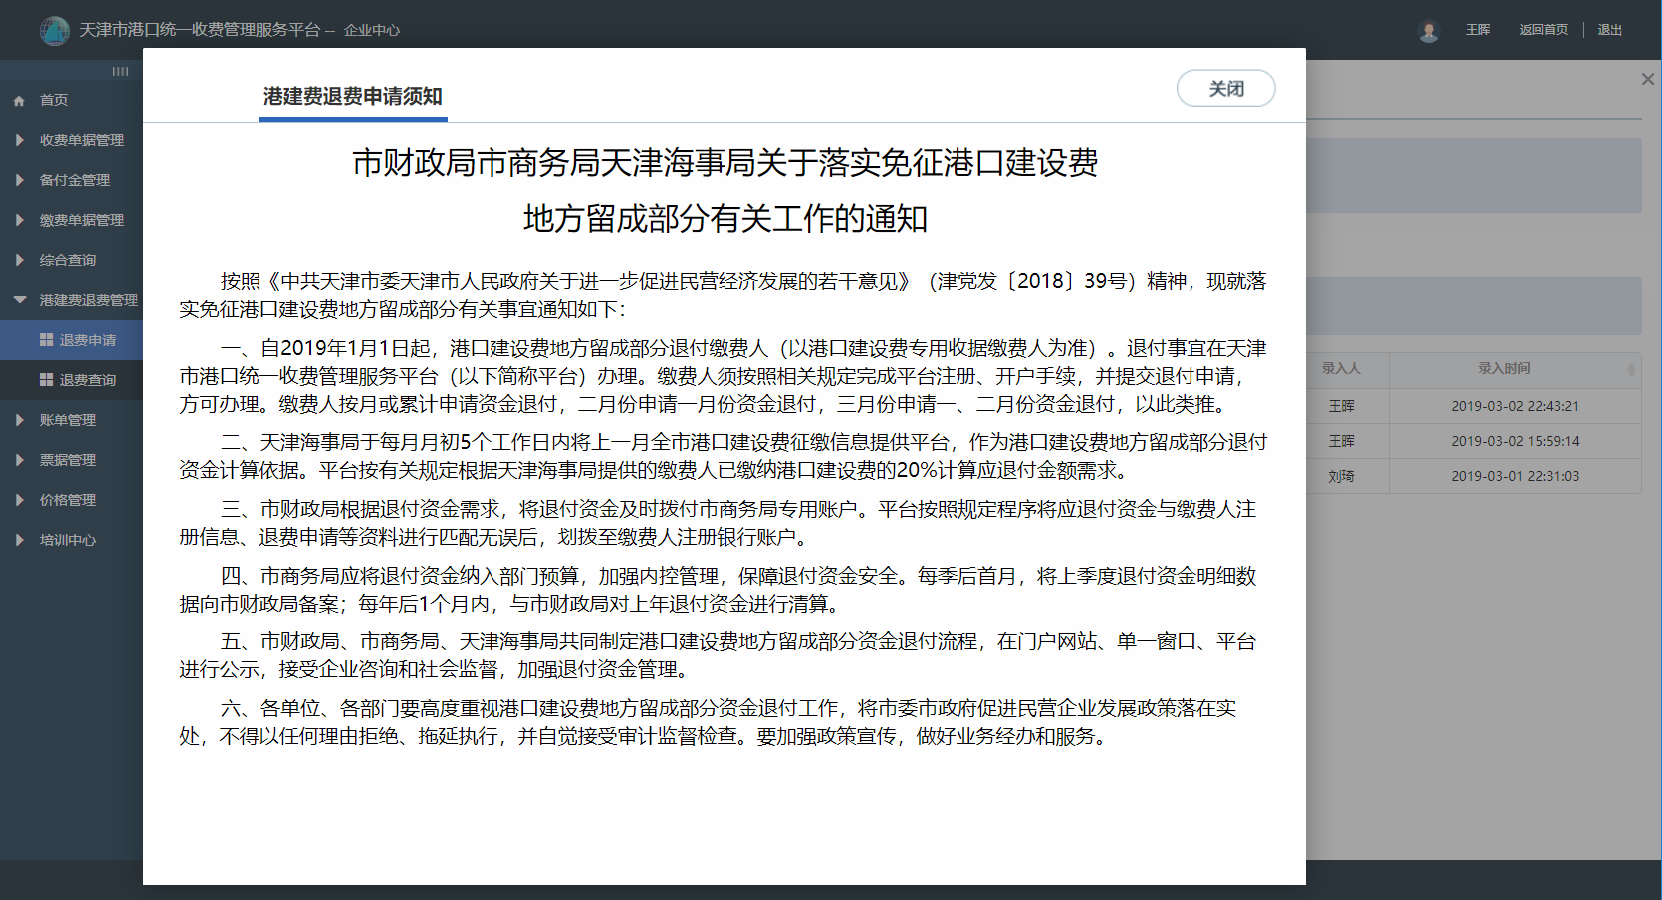 天津市港口统一收费管理服务平台 -- 企业中心
王晖 返回首页 退出
首页
收费单据管理
备付金管理
缴费单据管理
综合查询
港建费退费管理
退费申请
退费查询
账单管理
票据管理
价格管理
培训中心
港建费退费申请须知
关闭
市财政局市商务局天津海事局关于落实免征港口建设费
地方留成部分有关工作的通知
按照《中共天津市委天津市人民政府关于进一步促进民营经济发展的若干意见》（津党发〔2018〕39号）精神，现就落
实免征港口建设费地方留成部分有关事宜通知如下：
一、自2019年1月1日起，港口建设费地方留成部分退付缴费人（以港口建设费专用收据缴费人为准）。退付事宜在天津
市港口统一收费管理服务平台（以下简称平台）办理。缴费人须按照相关规定完成平台注册、开户手续，并提交退付申请，
方可办理。缴费人按月或累计申请资金退付，二月份申请一月份资金退付，三月份申请一、二月份资金退付，以此类推。
二、天津海事局于每月月初5个工作日内将上一月全市港口建设费征缴信息提供平台，作为港口建设费地方留成部分退付
资金计算依据。平台按有关规定根据天津海事局提供的缴费人已缴纳港口建设费的20%计算应退付金额需求。
三、市财政局根据退付资金需求，将退付资金及时拨付市商务局专用账户。平台按照规定程序将应退付资金与缴费人注
册信息、退费申请等资料进行匹配无误后，划拨至缴费人注册银行账户。
四、市商务局应将退付资金纳入部门预算，加强内控管理，保障退付资金安全。每季后首月，将上季度退付资金明细数
据向市财政局备案；每年后1个月内，与市财政局对上年退付资金进行清算。
五、市财政局、市商务局、天津海事局共同制定港口建设费地方留成部分资金退付流程，在门户网站、单一窗口、平台
进行公示，接受企业咨询和社会监督，加强退付资金管理。
六、各单位、各部门要高度重视港口建设费地方留成部分资金退付工作，将市委市政府促进民营企业发展政策落在实
处，不得以任何理由拒绝、拖延执行，并自觉接受审计监督检查。要加强政策宣传，做好业务经办和服务。
录入人 录入时间
王晖 2019-03-02 22:43:21
王晖 2019-03-02 15:59:14
刘琦 2019-03-01 22:31:03